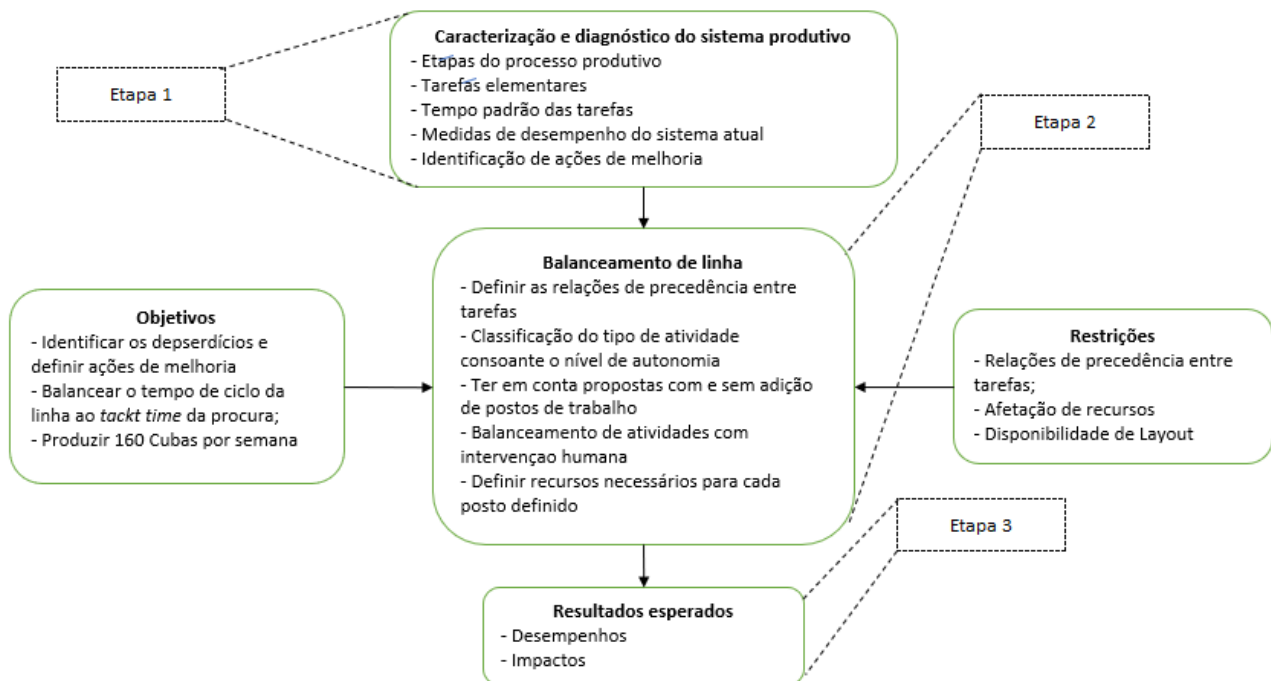 Caracterização e diagnóstico do sistema produtivo
- Etapas do processo produtivo
- Tarefas elementares
- Tempo padrão das tarefas
- Medidas de desempenho do sistema atual
- Identificação de ações de melhoria
Etapa 1
Etapa 2
Balanceamento de linha
- Definir as relações de precedência entre
tarefas
- Classificação do tipo de atividade
consoante o nível de autonomia
- Ter em conta propostas com e sem adição
de postos de trabalho
- Balanceamento de atividades com
intervençao humana
- Definir recursos necessários para cada
posto definido
Objetivos
- Identificar os depserdícios e
definir ações de melhoria
- Balancear o tempo de ciclo da
linha ao tackt time da procura;
- Produzir 160 Cubas por semana
Restrições
- Relações de precedência entre
tarefas;
- Afetação de recursos
- Disponibilidade de Layout
Etapa 3
Resultados esperados
- Desempenhos
- Impactos